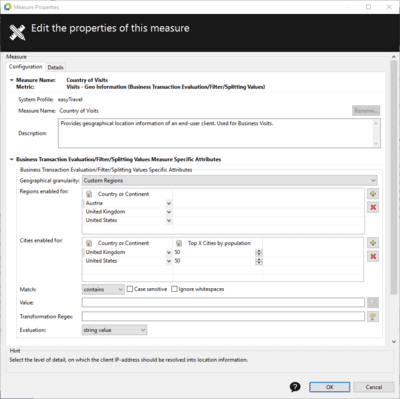 Measure Properties
Edit the properties of this measure
Measure
Configuration Details
Measure Name: Country of Visits
Metric: Visits - Geo Information (Business Transaction Evaluation/Filter/Splitting Values)
System Profile: easyTravel
Measure Name: Country of Visits Rename...
Description: Provides geographical location information of an end-user client. Used for Business Visits.
Business Transaction Evaluation/Filter/Splitting Values Measure Specific Attributes
Business Transaction Evaluation/Filter/Splitting Values Specific Attributes
Geographical granularity: Custom Regions
Regions enabled for: Country or Continent
Austria
United Kingdom
United States
Cities enabled for: Country or Continent Top X Cities by population
United Kingdom 50
United States 50
Match: contains Case sensitive Ignore whitespaces
Value:
Transformation Regex:
Evaluation: string value
Hint
Select the level of detail, on which the client IP-address should be resolved into location information.
? OK Cancel